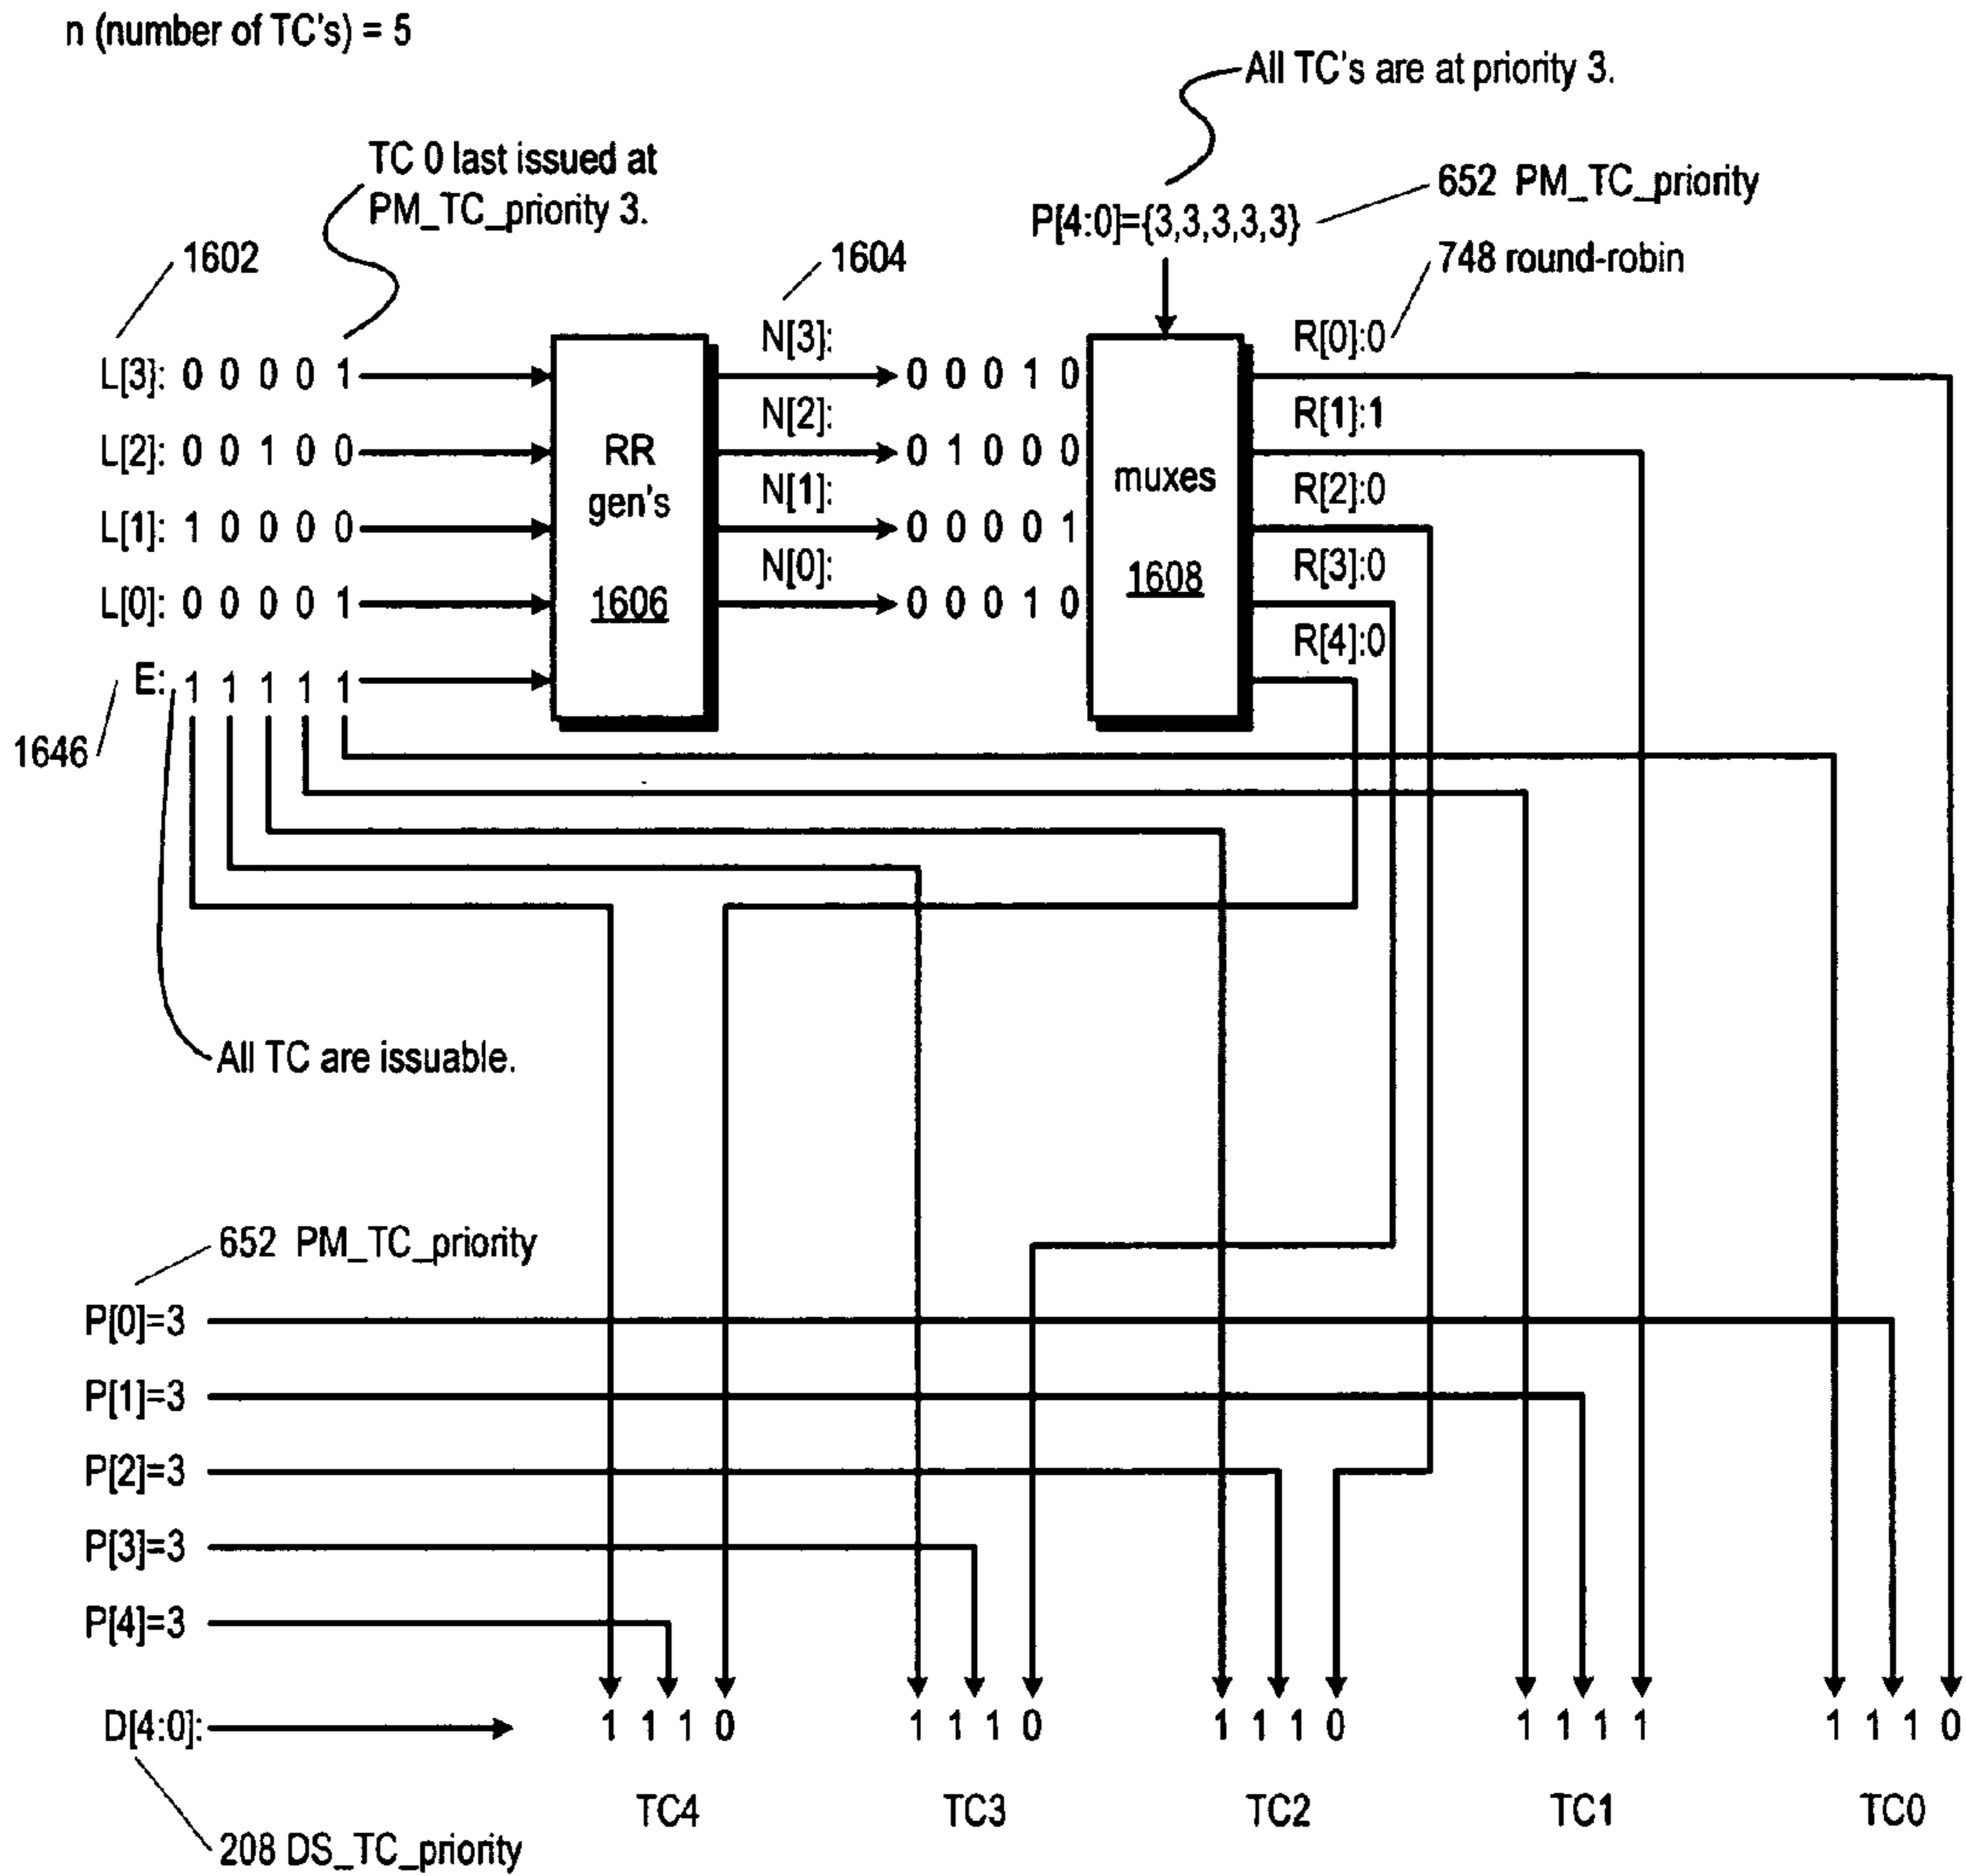 n (number of TC's) = 5
All TC's are at priority 3.
TC 0 last issued at
PM_TC_priority 3.
652 PM_TC_priority
P[4:0]={3,3,3,3,3}
1602
1604
748 round-robin
L[3]: 0 0 0 0 1
N[3]:
0 0 0 1 0
R[0]:0
L[2]: 0 0 1 0 0
N[2]:
0 1 0 0 0
R[1]:1
L[1]: 1 0 0 0 0
N[1]:
0 0 0 0 1
R[2]:0
L[0]: 0 0 0 0 1
N[0]:
0 0 0 1 0
R[3]:0
R[4]:0
RR
gen's
1606
muxes
1608
E: 1 1 1 1 1
1646
All TC are issuable.
652 PM_TC_priority
P[0]=3
P[1]=3
P[2]=3
P[3]=3
P[4]=3
D[4:0]:
1 1 1 0
1 1 1 0
1 1 1 0
1 1 1 1
1 1 1 0
TC4
TC3
TC2
TC1
TC0
208 DS_TC_priority